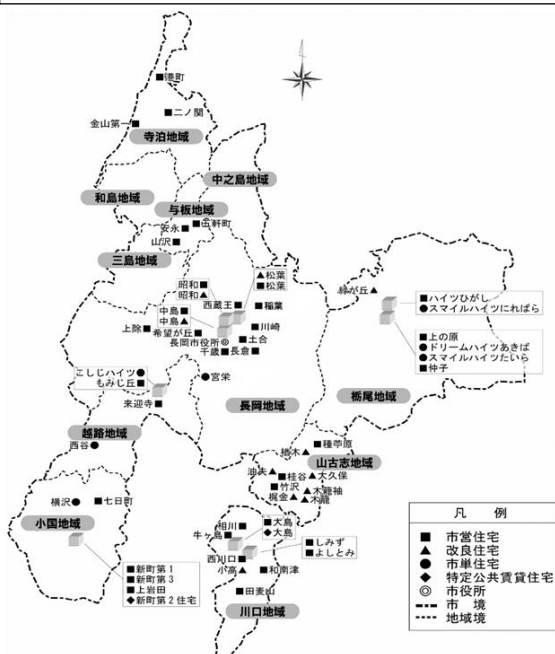 港町
二ノ関
金山第一
寺泊地域
和島地域
中之島地域
与板地域
安永
五軒町
山沢
三島地域
昭和
昭和
松葉
松葉
西蔵王
稲葉
中島
中島
上除
希望が丘
川崎
長岡市役所
土合
千歳
長倉
緑が丘
ハイツひがし
スマイルハイツにればら
上の原
ドリームハイツあきば
スマイルハイツたいら
仲子
こしじハイツ
もみじ丘
来迎寺
宮栄
長岡地域
栃尾地域
越路地域
西谷
種苧原
楢木
山古志地域
油夫
桂谷
大久保
竹沢
木籠袖
梶金
木籠
横沢
七日町
小国地域
新町第1
新町第3
上岩田
新町第2住宅
相川
牛ヶ島
大島
大島
しみず
よしとみ
西川口
小高
和南津
田麦山
川口地域
凡 例
市営住宅
改良住宅
市単住宅
特定公共賃貸住宅
市役所
市 境
地域境